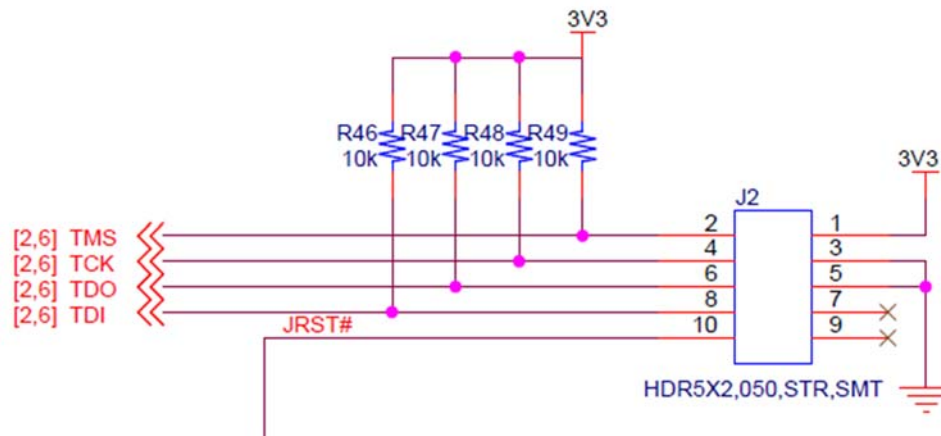 3V3
R46 R47 R48 R49
10k 10k 10k 10k
3V3
J2
[2,6] TMS 2 1
[2,6] TCK 4 3
[2,6] TDO 6 5
[2,6] TDI 8 7
JRST# 10 9
HDR5X2,050,STR,SMT